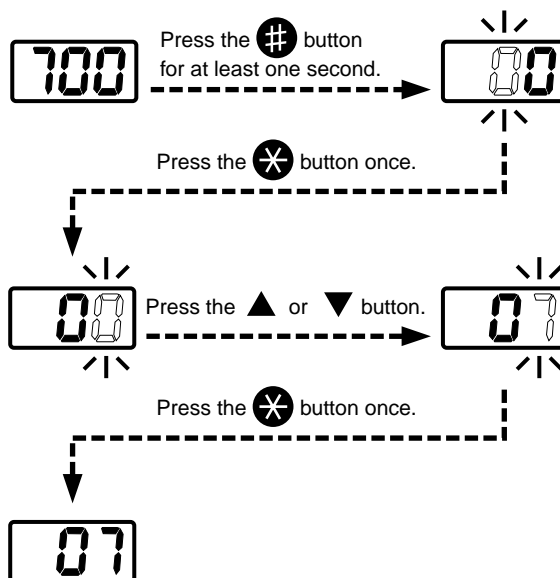 700
Press the # button
for at least one second.
00
Press the * button once.
00
Press the ▲ or ▼ button.
07
Press the * button once.
07